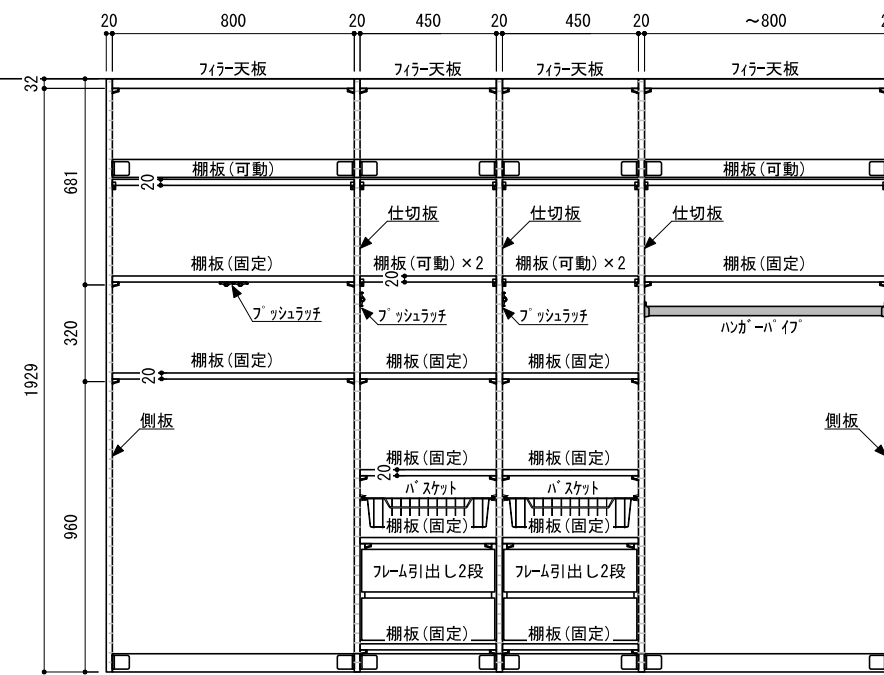 20 800 20 450 20 450 20 ～800 2
フィラー天板 フィラー天板 フィラー天板 フィラー天板
32
棚板(可動) 棚板(可動)
20
681
仕切板 仕切板 仕切板
棚板(固定) 棚板(可動)×2 棚板(可動)×2 棚板(固定)
20
プッシュラッチ プッシュラッチ プッシュラッチ
ハンガーパイプ
320
棚板(固定) 棚板(固定) 棚板(固定)
20
1929
側板 側板
棚板(固定) 棚板(固定)
20
バスケット バスケット
960
棚板(固定) 棚板(固定)
フレーム引出し2段 フレーム引出し2段
棚板(固定) 棚板(固定)